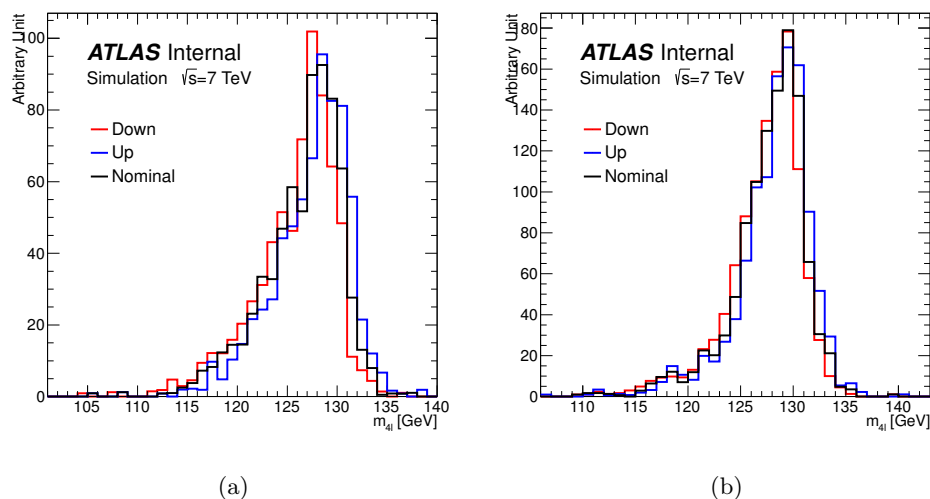 Arbitrary Unit
100
80
60
40
20
0
ATLAS Internal
Simulation √s=7 TeV
Down
Up
Nominal
105 110 115 120 125 130 135 140
m4l [GeV]
(a)
Arbitrary Unit
180
160
140
120
100
80
60
40
20
0
ATLAS Internal
Simulation √s=7 TeV
Down
Up
Nominal
110 115 120 125 130 135 140
m4l [GeV]
(b)